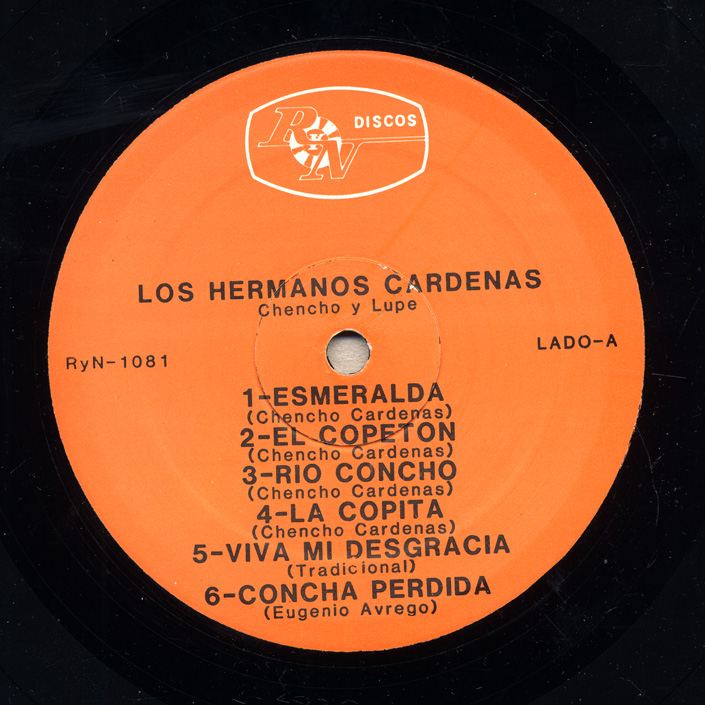 RyN DISCOS
LOS HERMANOS CARDENAS
Chencho y Lupe
RyN-1081
LADO-A
1-ESMERALDA
(Chencho Cardenas)
2-EL COPETON
(Chencho Cardenas)
3-RIO CONCHO
(Chencho Cardenas)
4-LA COPITA
(Chencho Cardenas)
5-VIVA MI DESGRACIA
(Tradicional)
6-CONCHA PERDIDA
(Eugenio Avrego)